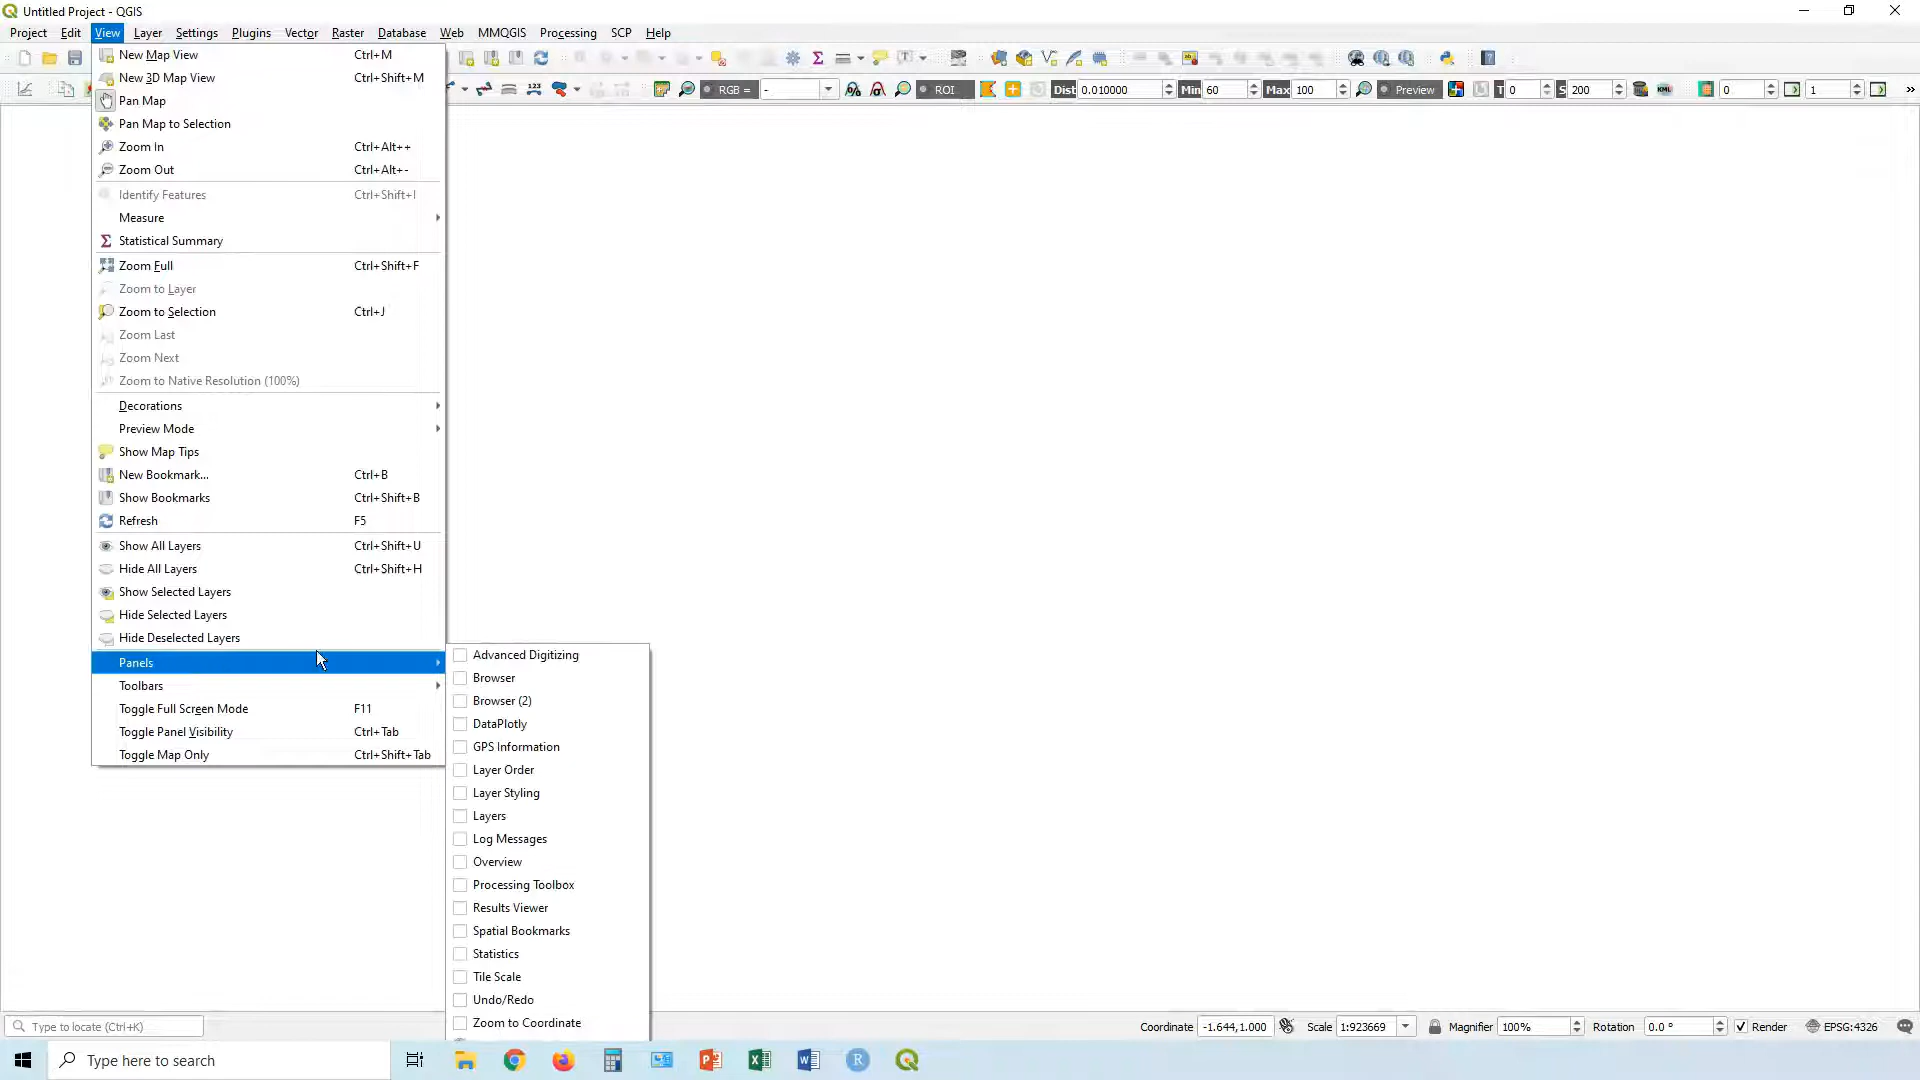 Untitled Project - QGIS
Project Edit View Layer Settings Plugins Vector Raster Database Web MMQGIS Processing SCP Help
RGB = - ROI Dist 0.010000 Min 60 Max 100 Preview T 0 S 200 KML 0 1 »
New Map View Ctrl+M
New 3D Map View Ctrl+Shift+M
Pan Map
Pan Map to Selection
Zoom In Ctrl+Alt++
Zoom Out Ctrl+Alt+-
Identify Features Ctrl+Shift+I
Measure
Statistical Summary
Zoom Full Ctrl+Shift+F
Zoom to Layer
Zoom to Selection Ctrl+J
Zoom Last
Zoom Next
Zoom to Native Resolution (100%)
Decorations
Preview Mode
Show Map Tips
New Bookmark... Ctrl+B
Show Bookmarks Ctrl+Shift+B
Refresh F5
Show All Layers Ctrl+Shift+U
Hide All Layers Ctrl+Shift+H
Show Selected Layers
Hide Selected Layers
Hide Deselected Layers
Panels
Toolbars
Toggle Full Screen Mode F11
Toggle Panel Visibility Ctrl+Tab
Toggle Map Only Ctrl+Shift+Tab
Advanced Digitizing
Browser
Browser (2)
DataPlotly
GPS Information
Layer Order
Layer Styling
Layers
Log Messages
Overview
Processing Toolbox
Results Viewer
Spatial Bookmarks
Statistics
Tile Scale
Undo/Redo
Zoom to Coordinate
Type to locate (Ctrl+K) Coordinate -1.644,1.000 Scale 1:923669 Magnifier 100% Rotation 0.0 ° Render EPSG:4326
Type here to search